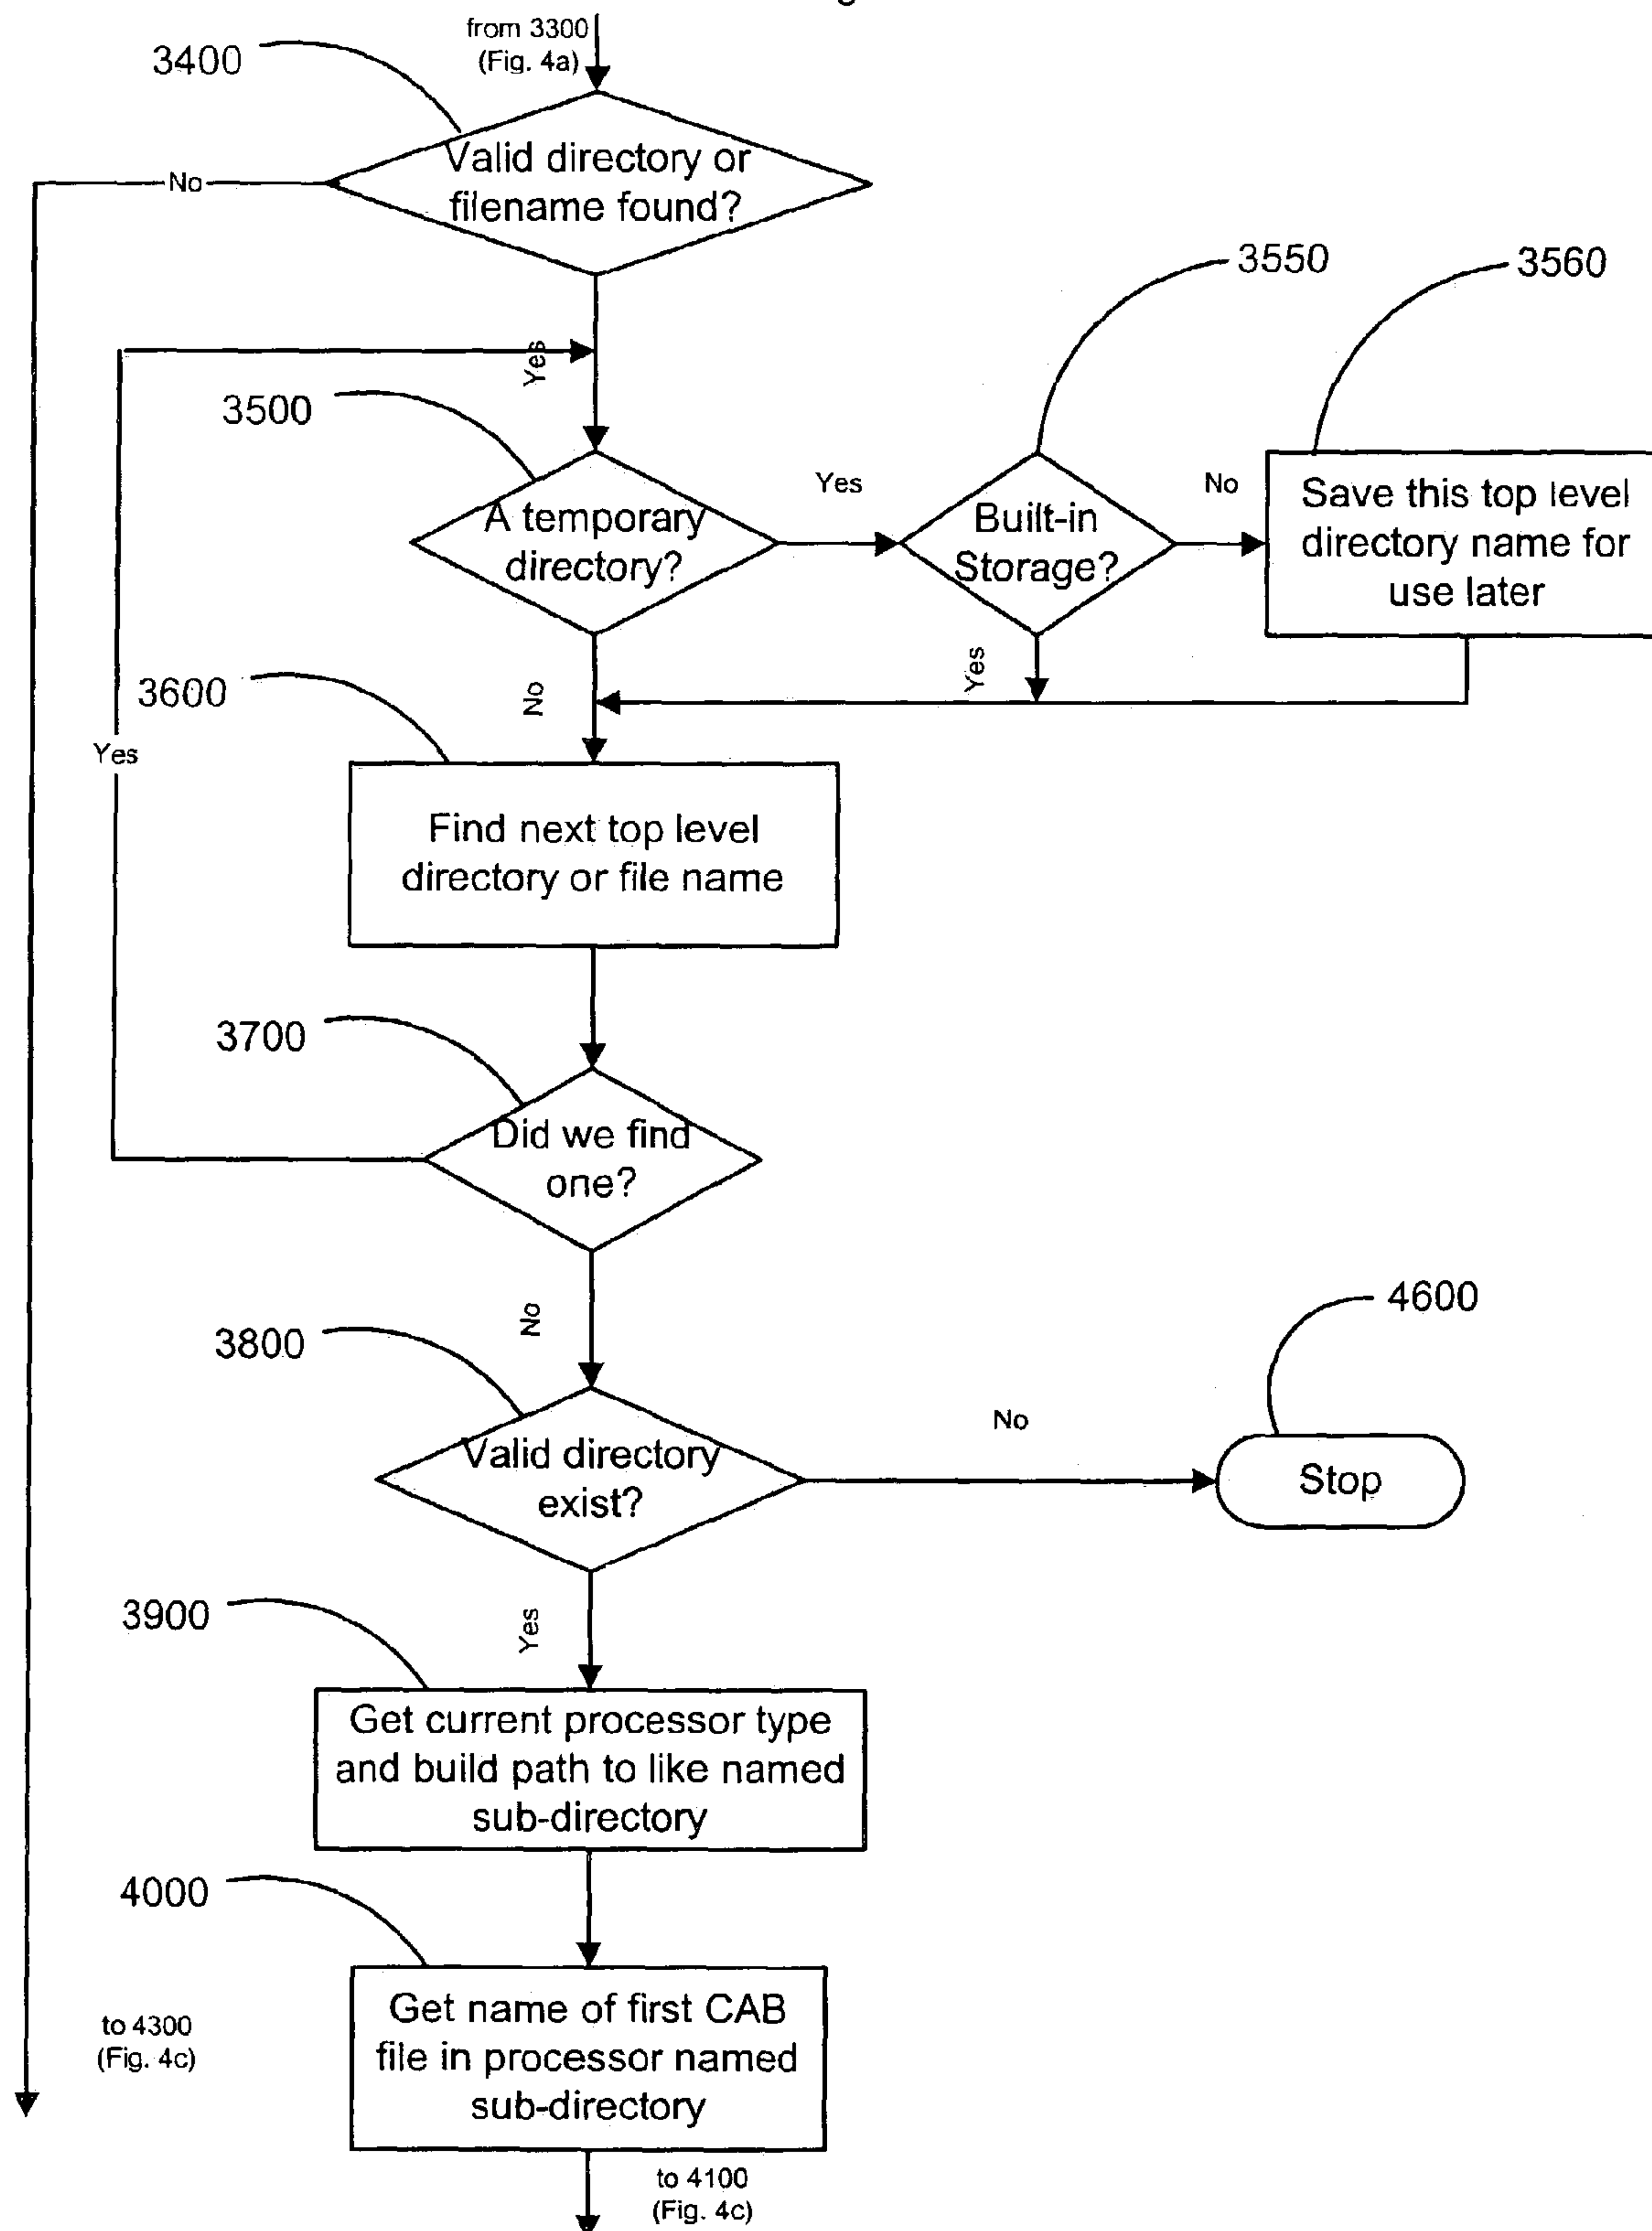 from 3300
(Fig. 4a)
3400
Valid directory or
filename found?
No
3550
3560
Yes
3500
A temporary
directory?
Yes
Built-in
Storage?
No
Save this top level
directory name for
use later
3600
No
Yes
Yes
Find next top level
directory or file name
3700
Did we find
one?
No
3800
4600
Valid directory
exist?
No
Stop
3900
Yes
Get current processor type
and build path to like named
sub-directory
4000
Get name of first CAB
file in processor named
sub-directory
to 4300
(Fig. 4c)
to 4100
(Fig. 4c)